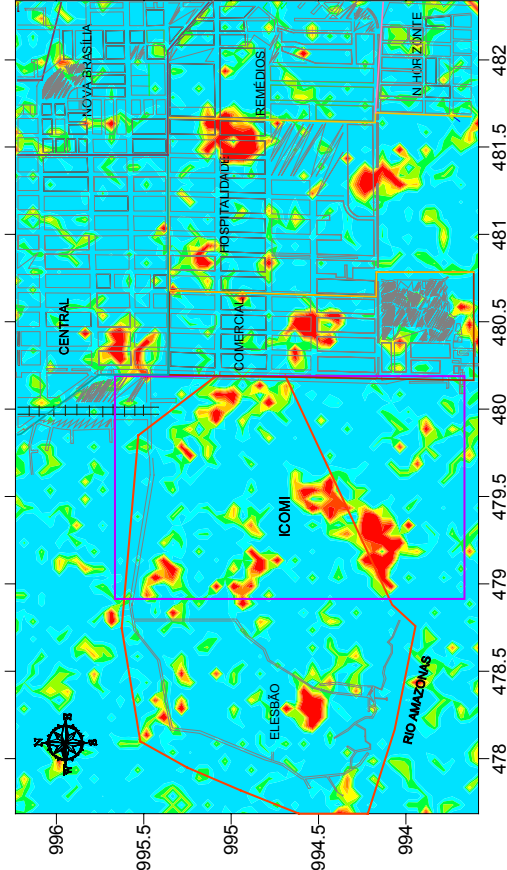 NOVA BRASÍLIA
REMÉDIOS
N.HORIZONTE
HOSPITALIDADE
CENTRAL
COMERCIAL
ICOMI
ELESBÃO
RIO AMAZONAS
N
E
S
W
482
481.5
481
480.5
480
479.5
479
478.5
478
996
995.5
995
994.5
994